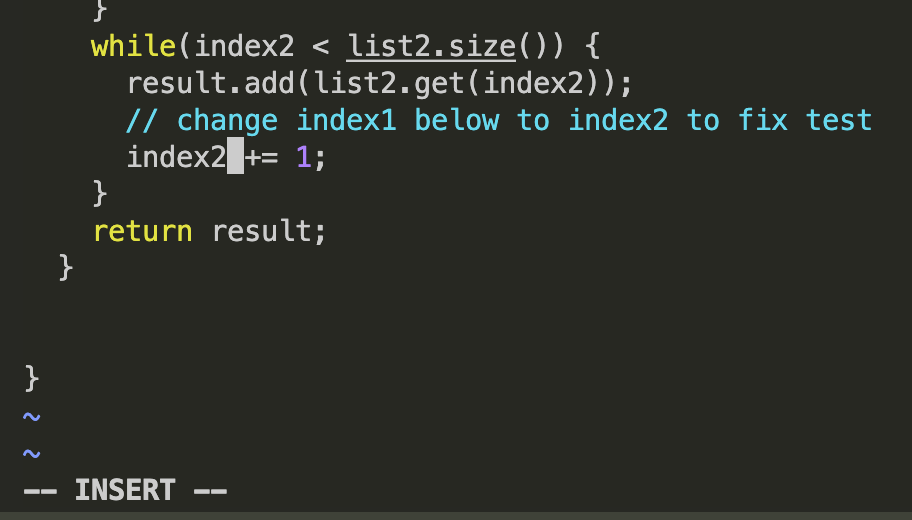 }
while(index2 < list2.size()) {
result.add(list2.get(index2));
// change index1 below to index2 to fix test
index2 += 1;
}
return result;
}
}
~
~
-- INSERT --